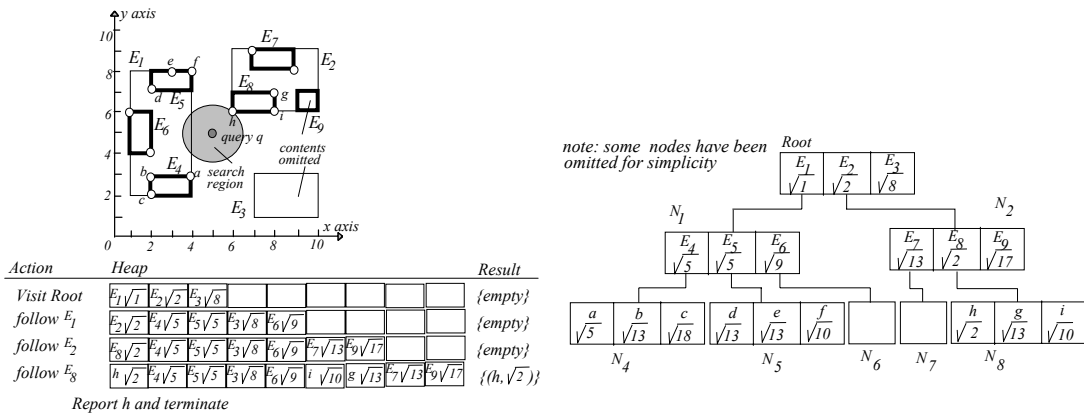 y axis
10
8
6
4
2
0
2
4
6
8
10
x axis
E1
e
f
d
E5
E6
b
E4
a
c
E7
E2
E8
g
h
i
E9
query q
contents
omitted
search
region
E3
note: some nodes have been
omitted for simplicity
Root
E1 √1 E2 √2 E3 √8
N1
N2
E4 √5 E5 √5 E6 √9
E7 √13 E8 √2 E9 √17
a √5 b √13 c √18
d √13 e √13 f √10
h √2 g √13 i √10
N4
N5
N6
N7
N8
Action Heap Result
Visit Root E1√1 E2√2 E3√8 {empty}
follow E1 E2√2 E4√5 E5√5 E3√8 E6√9 {empty}
follow E2 E8√2 E4√5 E5√5 E3√8 E6√9 E7√13 E9√17 {empty}
follow E8 h√2 E4√5 E5√5 E3√8 E6√9 i√10 g√13 E7√13 E9√17 {(h,√2)}
Report h and terminate